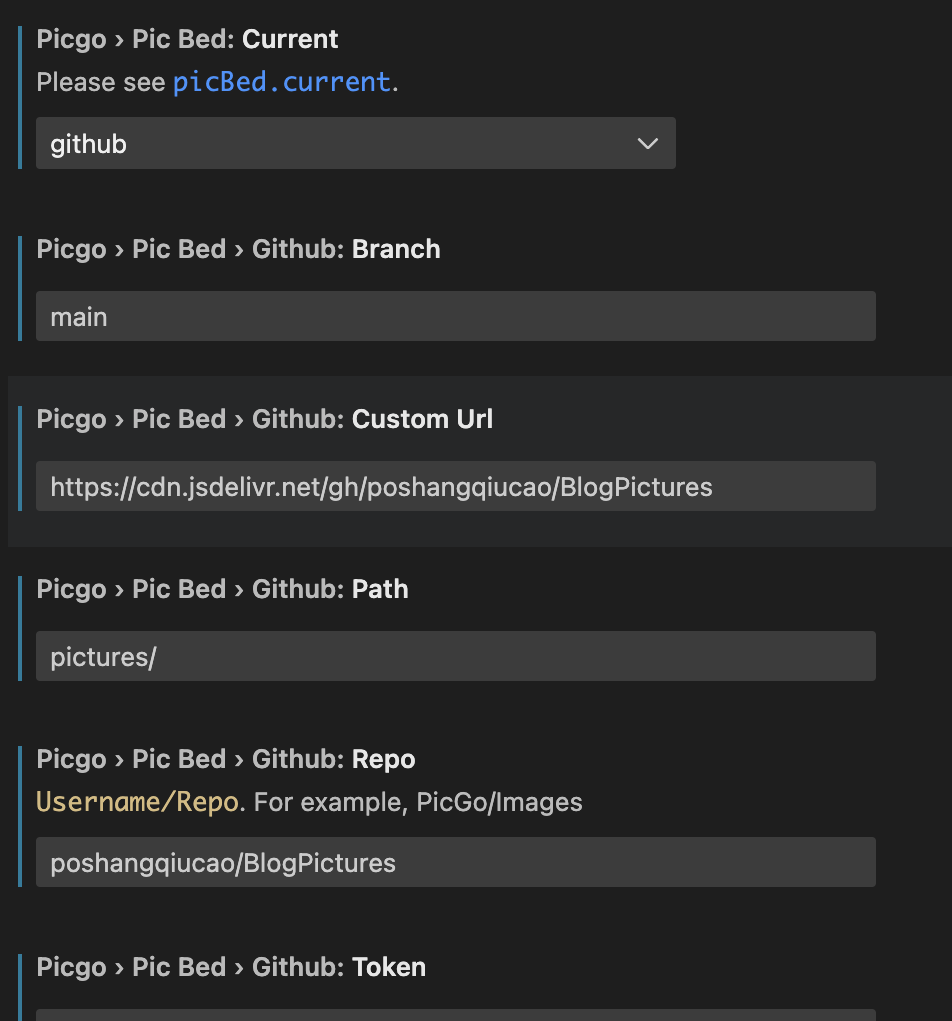 Picgo › Pic Bed: Current
Please see picBed.current.
github
Picgo › Pic Bed › Github: Branch
main
Picgo › Pic Bed › Github: Custom Url
https://cdn.jsdelivr.net/gh/poshangqiucao/BlogPictures
Picgo › Pic Bed › Github: Path
pictures/
Picgo › Pic Bed › Github: Repo
Username/Repo. For example, PicGo/Images
poshangqiucao/BlogPictures
Picgo › Pic Bed › Github: Token